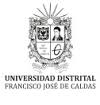 UNIVERSIDAD DISTRITAL
FRANCISCO JOSÉ DE CALDAS